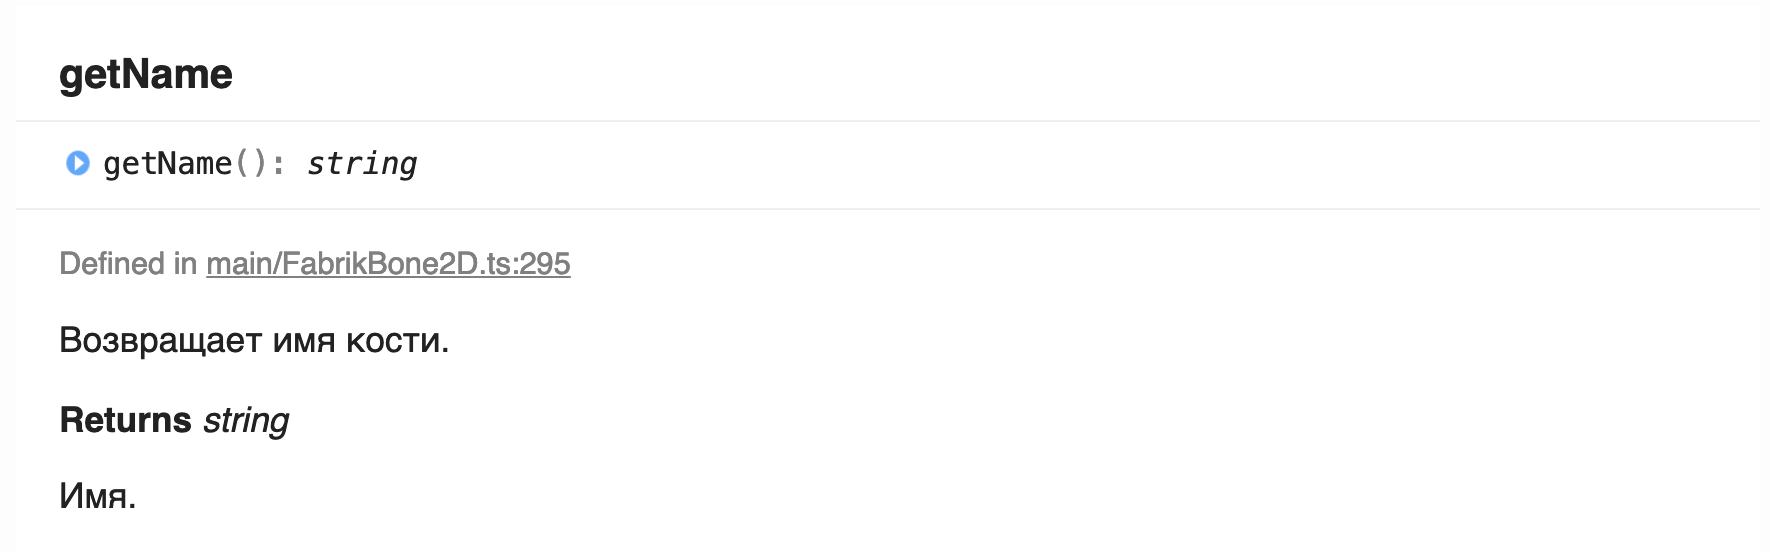 getName
getName(): string
Defined in main/FabrikBone2D.ts:295
Возвращает имя кости.
Returns string
Имя.